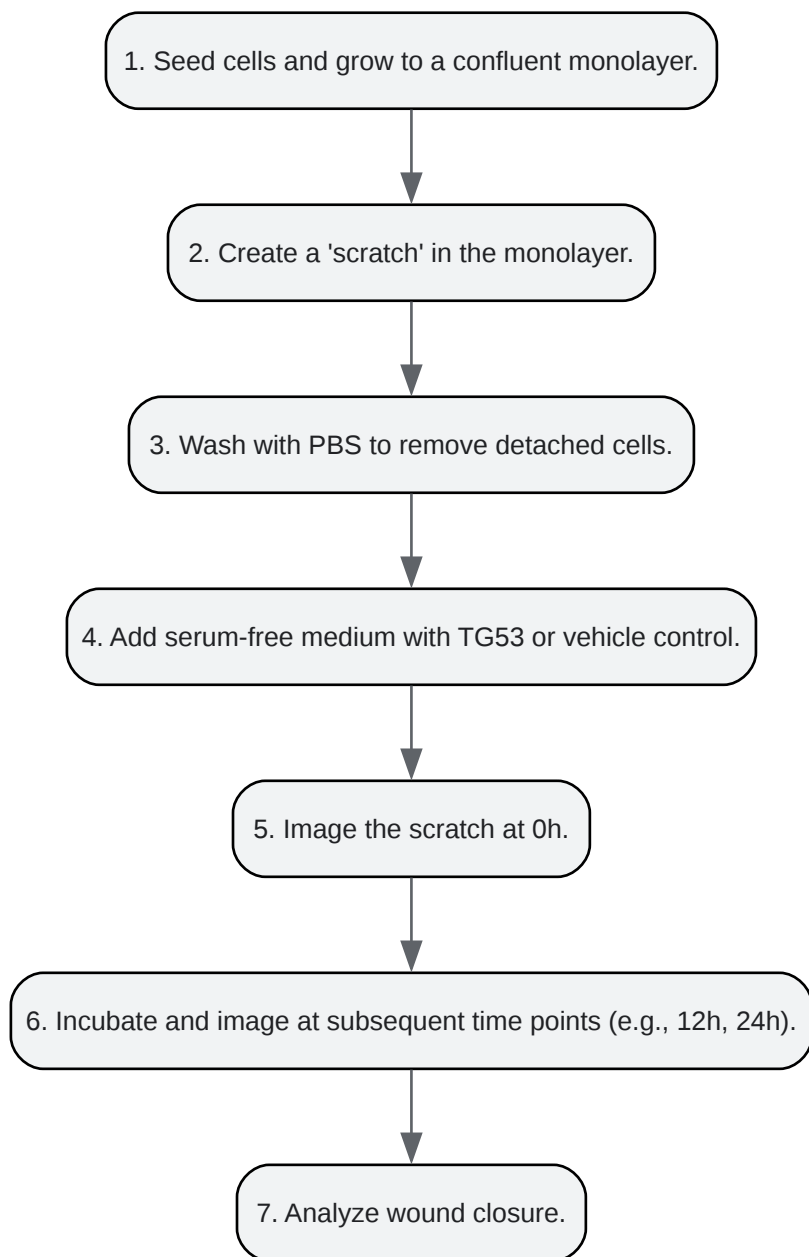 1. Seed cells and grow to a confluent monolayer.
2. Create a 'scratch' in the monolayer.
3. Wash with PBS to remove detached cells.
4. Add serum-free medium with TG53 or vehicle control.
5. Image the scratch at 0h.
6. Incubate and image at subsequent time points (e.g., 12h, 24h).
7. Analyze wound closure.